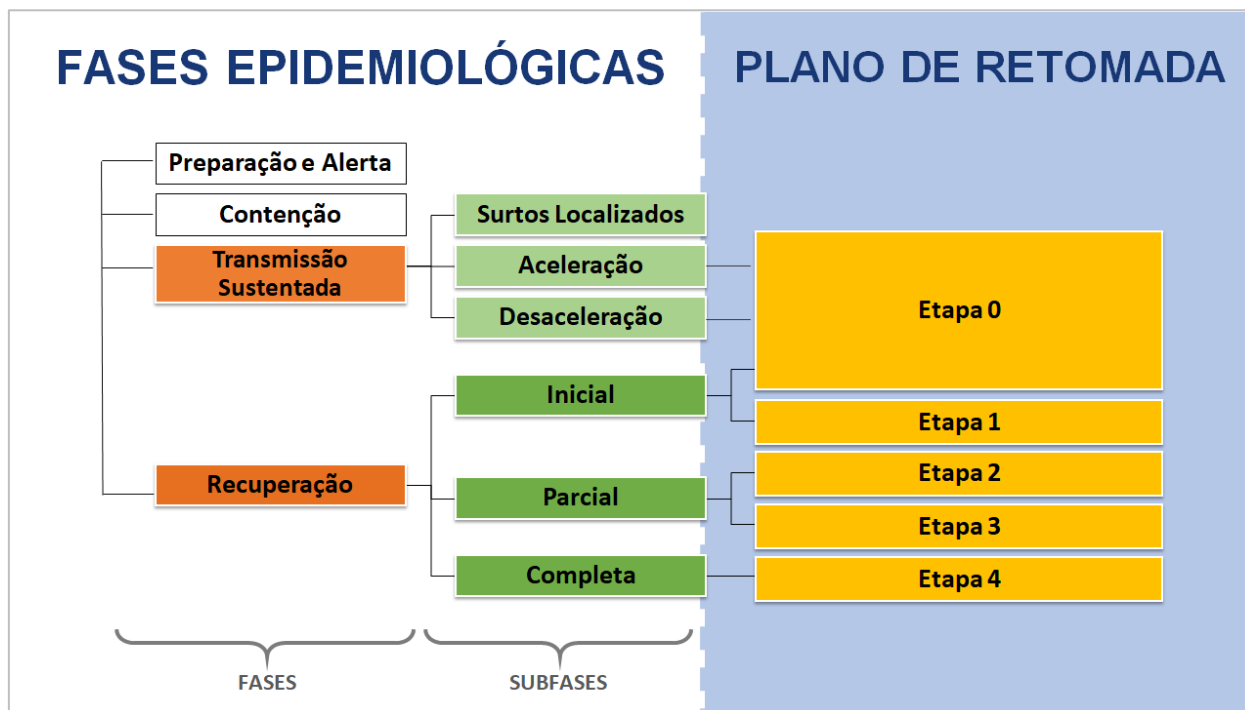 FASES EPIDEMIOLÓGICAS
PLANO DE RETOMADA
Preparação e Alerta
Contenção
Transmissão
Sustentada
Recuperação
Surtos Localizados
Aceleração
Desaceleração
Inicial
Parcial
Completa
Etapa 0
Etapa 1
Etapa 2
Etapa 3
Etapa 4
FASES
SUBFASES